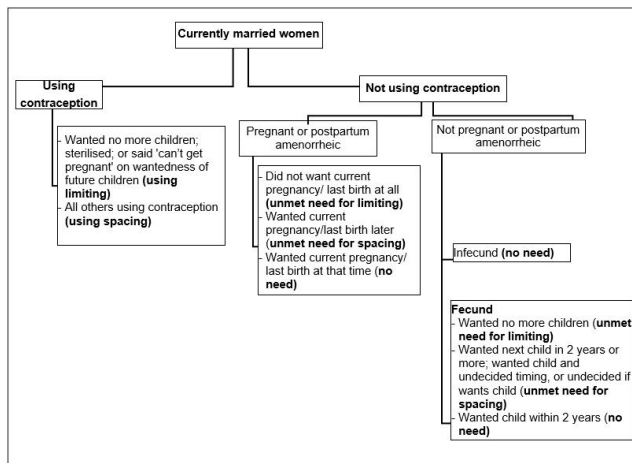 Currently married women
Using
contraception
Not using contraception
- Wanted no more children;
sterilised; or said 'can't get
pregnant' on wantedness of
future children (using
limiting)
- All others using contraception
(using spacing)
Pregnant or postpartum
amenorrheic
Not pregnant or postpartum
amenorrheic
- Did not want current
pregnancy/ last birth at all
(unmet need for limiting)
- Wanted current
pregnancy/last birth later
(unmet need for spacing)
- Wanted current pregnancy/
last birth at that time (no
need)
Infecund (no need)
Fecund
- Wanted no more children (unmet
need for limiting)
- Wanted next child in 2 years or
more; wanted child and
undecided timing, or undecided if
wants child (unmet need for
spacing)
- Wanted child within 2 years (no
need)